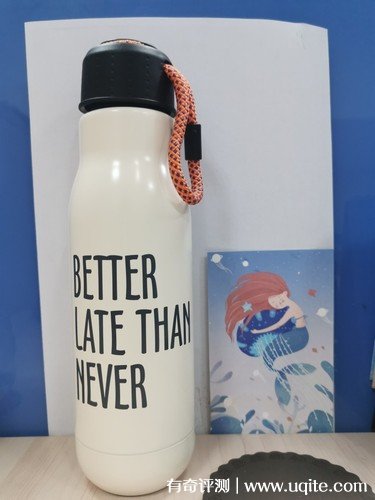 BETTER
LATE THAN
NEVER
有奇评测 | www.uqite.com